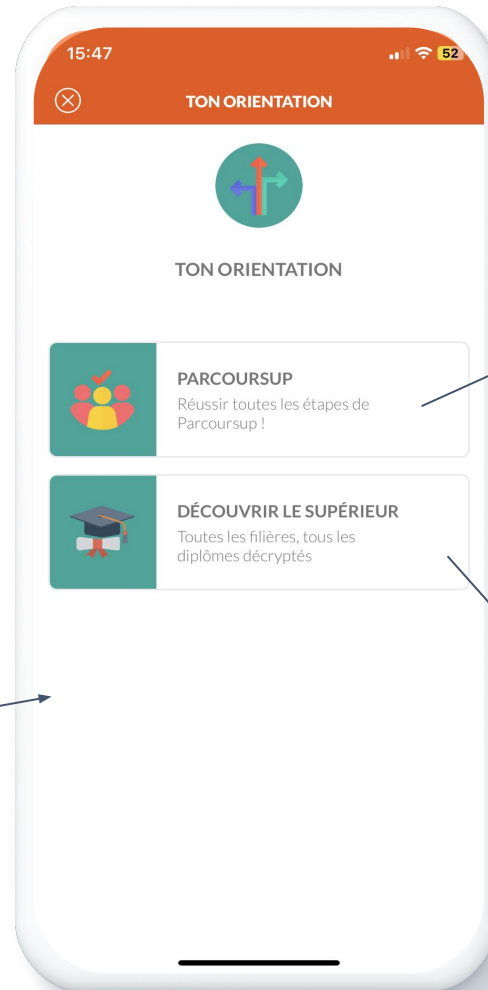 15:47
52
TON ORIENTATION
TON ORIENTATION
PARCOURSUP
Réussir toutes les étapes de
Parcoursup !
DÉCOUVRIR LE SUPÉRIEUR
Toutes les filières, tous les
diplômes décryptés